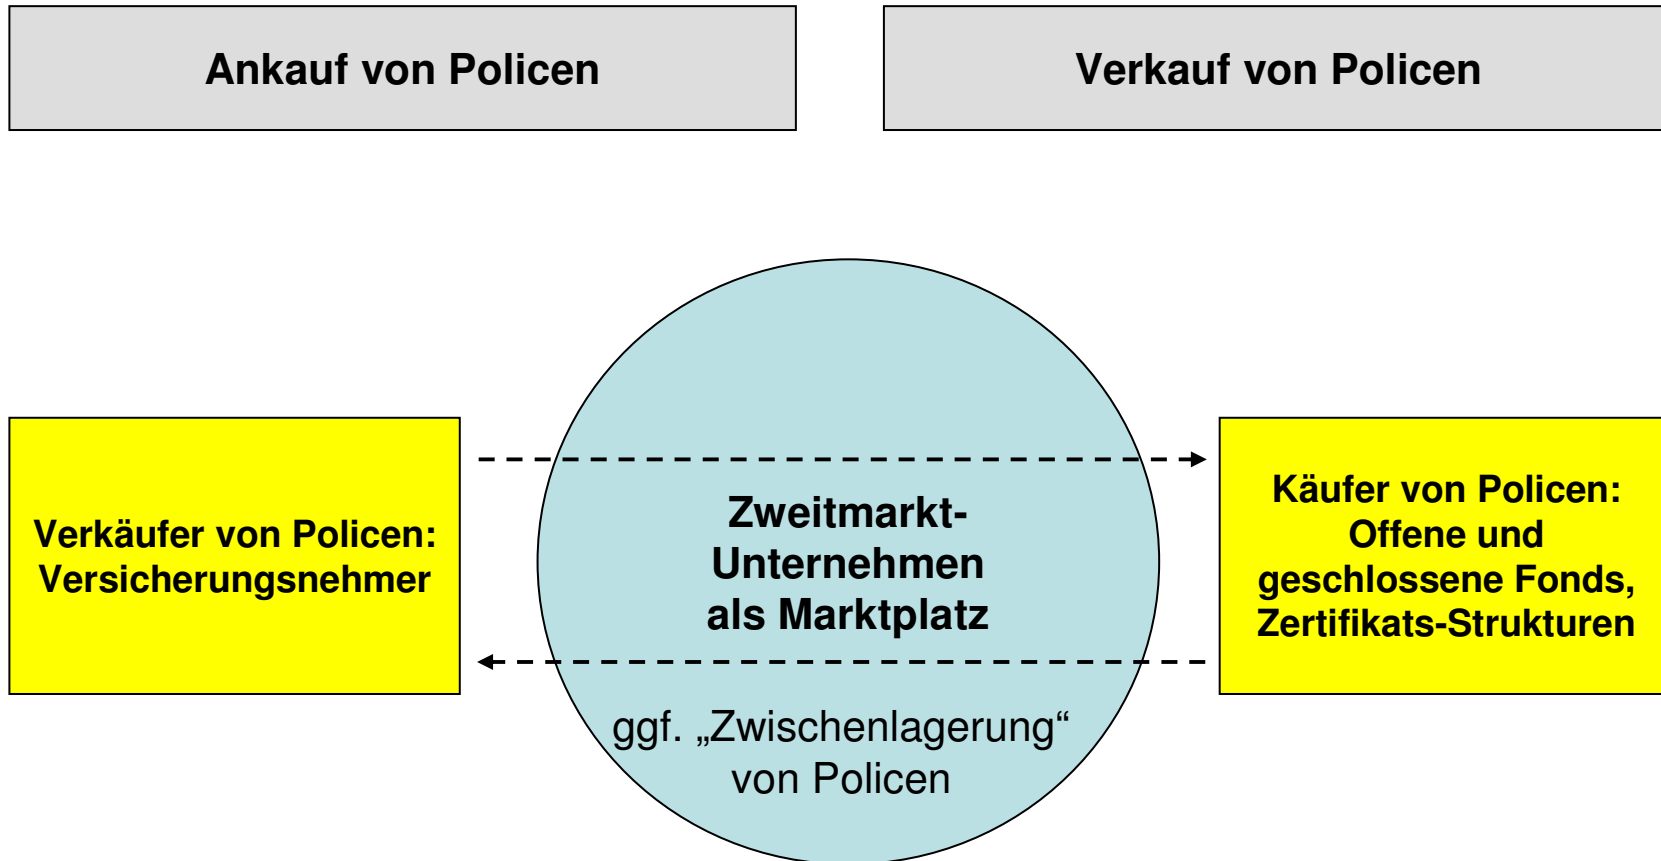 Ankauf von Policen
Verkauf von Policen
Verkäufer von Policen:
Versicherungsnehmer
Zweitmarkt-
Unternehmen
als Marktplatz
ggf. „Zwischenlagerung“
von Policen
Käufer von Policen:
Offene und
geschlossene Fonds,
Zertifikats-Strukturen